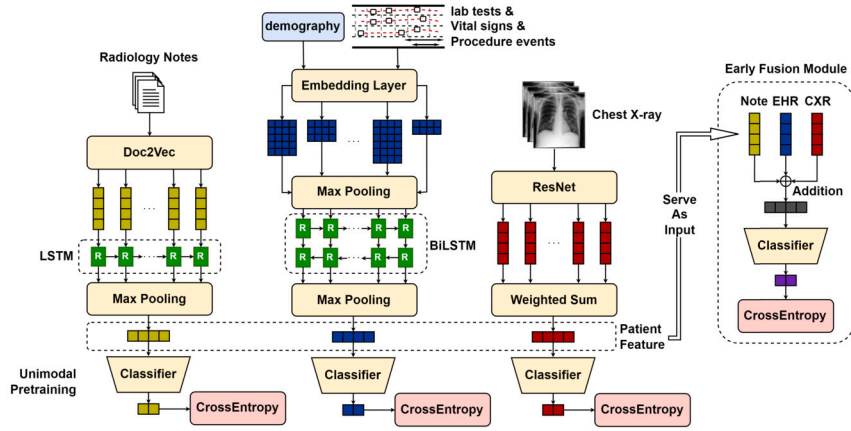 lab tests &
Vital signs &
Procedure events
demography
Radiology Notes
Embedding Layer
Early Fusion Module
Chest X-ray
Note EHR CXR
Doc2Vec
Max Pooling
ResNet
Addition
Serve
As
Input
LSTM
R R R R
R R R R
R R R R
BiLSTM
Classifier
Max Pooling
Max Pooling
Weighted Sum
CrossEntropy
Patient
Feature
Unimodal
Pretraining
Classifier
Classifier
Classifier
CrossEntropy
CrossEntropy
CrossEntropy